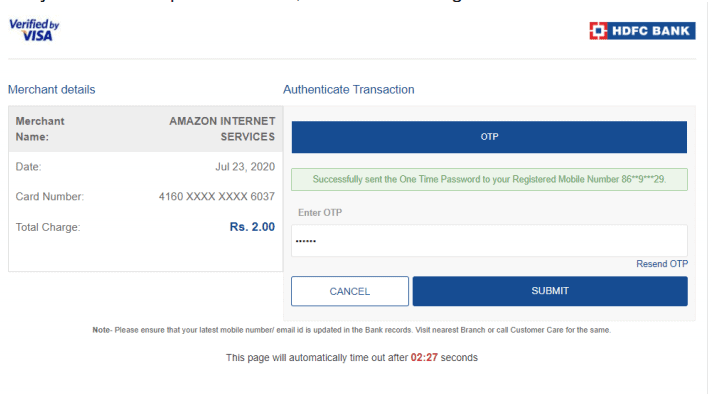 Verified by
VISA
HDFC BANK
Merchant details
Authenticate Transaction
Merchant Name:
AMAZON INTERNET SERVICES
Date:
Jul 23, 2020
Card Number:
4160 XXXX XXXX 6037
Total Charge:
Rs. 2.00
OTP
Successfully sent the One Time Password to your Registered Mobile Number 86**9***29.
Enter OTP
••••••
Resend OTP
CANCEL
SUBMIT
Note- Please ensure that your latest mobile number/ email id is updated in the Bank records. Visit nearest Branch or call Customer Care for the same.
This page will automatically time out after 02:27 seconds